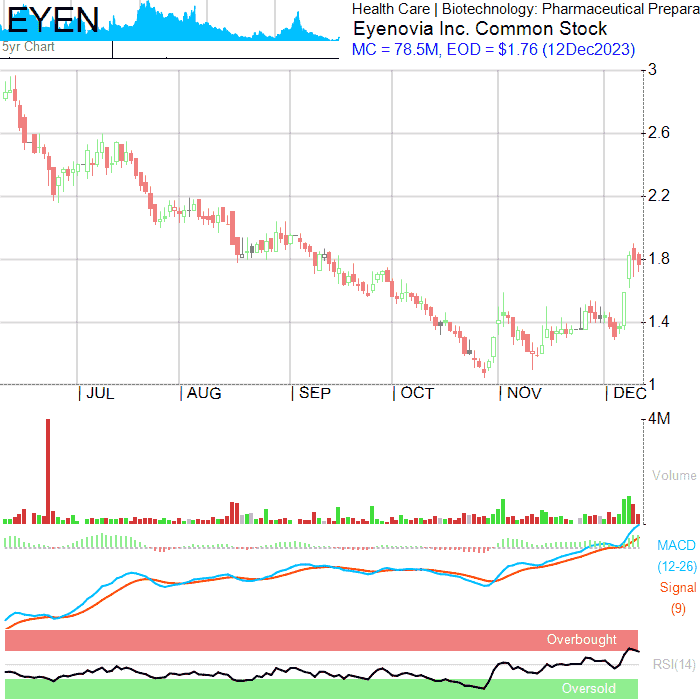 EYEN
5yr Chart
Health Care | Biotechnology: Pharmaceutical Prepara
Eyenovia Inc. Common Stock
MC = 78.5M, EOD = $1.76 (12Dec2023)
3
2.6
2.2
1.8
1.4
1
| JUL | AUG | SEP | OCT | NOV | DEC
4M
Volume
MACD
(12-26)
Signal
(9)
Overbought
RSI(14)
Oversold